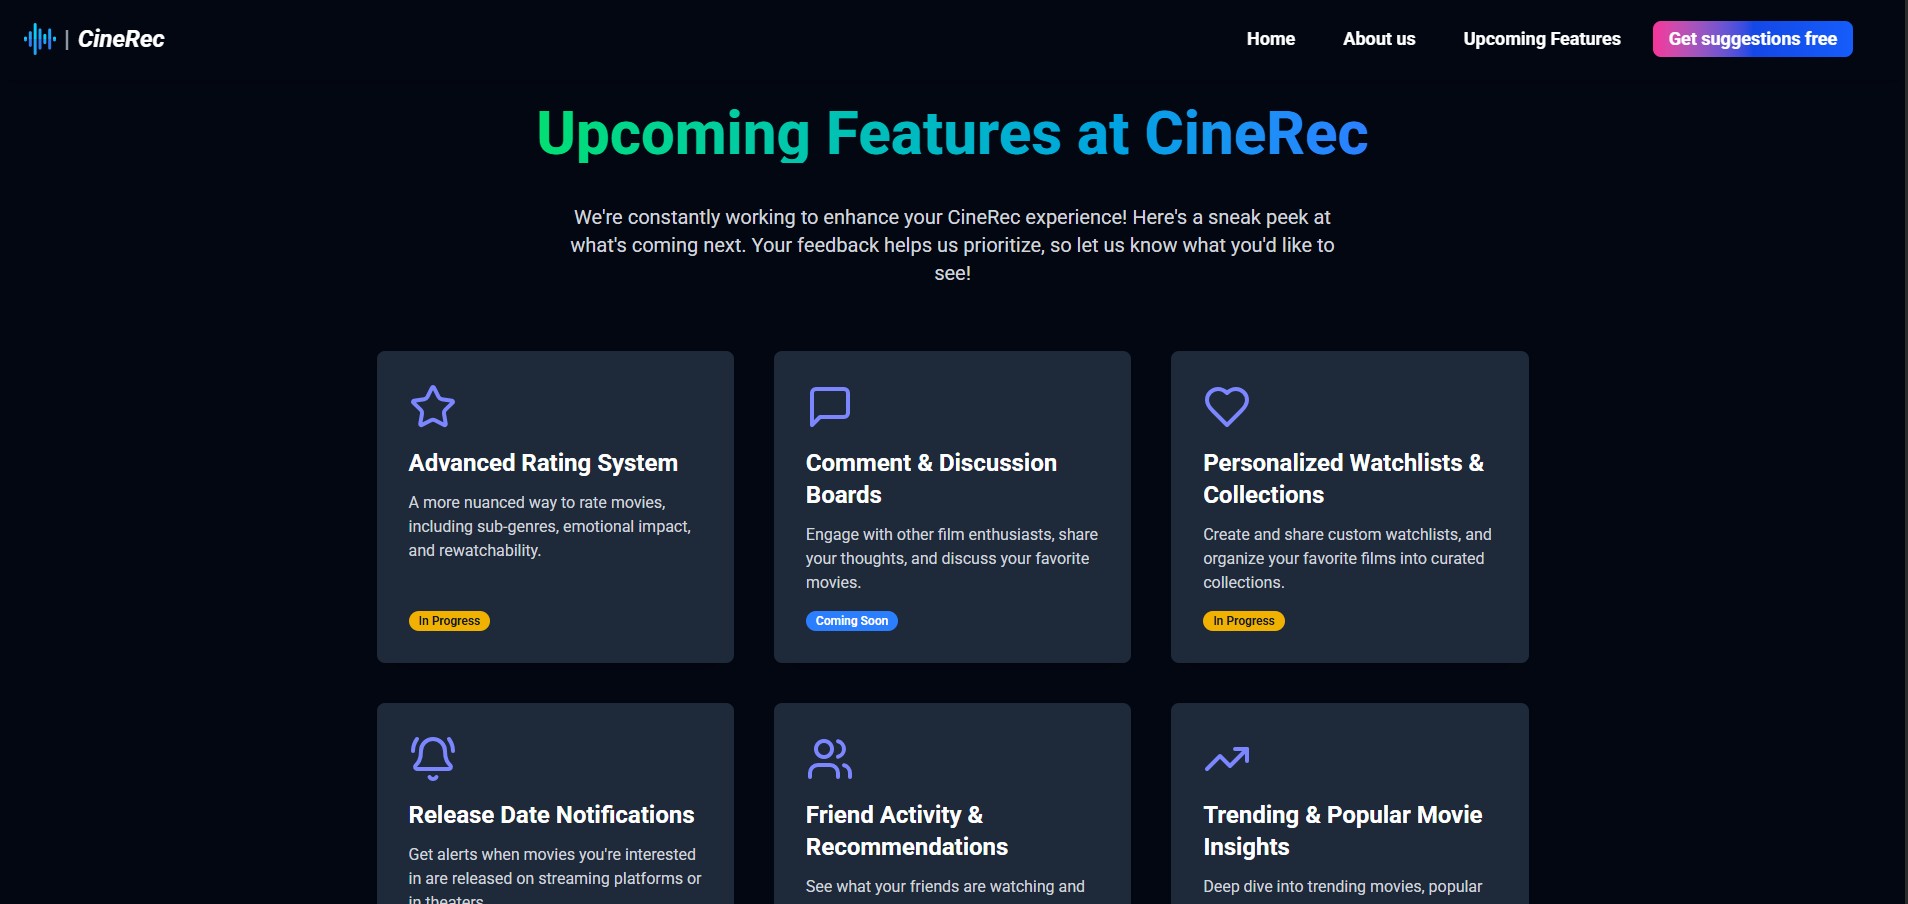 | CineRec
Home
About us
Upcoming Features
Get suggestions free
Upcoming Features at CineRec
We're constantly working to enhance your CineRec experience! Here's a sneak peek at
what's coming next. Your feedback helps us prioritize, so let us know what you'd like to
see!
Advanced Rating System
A more nuanced way to rate movies,
including sub-genres, emotional impact,
and rewatchability.
In Progress
Comment & Discussion
Boards
Engage with other film enthusiasts, share
your thoughts, and discuss your favorite
movies.
Coming Soon
Personalized Watchlists &
Collections
Create and share custom watchlists, and
organize your favorite films into curated
collections.
In Progress
Release Date Notifications
Get alerts when movies you're interested
in are released on streaming platforms or
in theaters.
Friend Activity &
Recommendations
See what your friends are watching and
Trending & Popular Movie
Insights
Deep dive into trending movies, popular